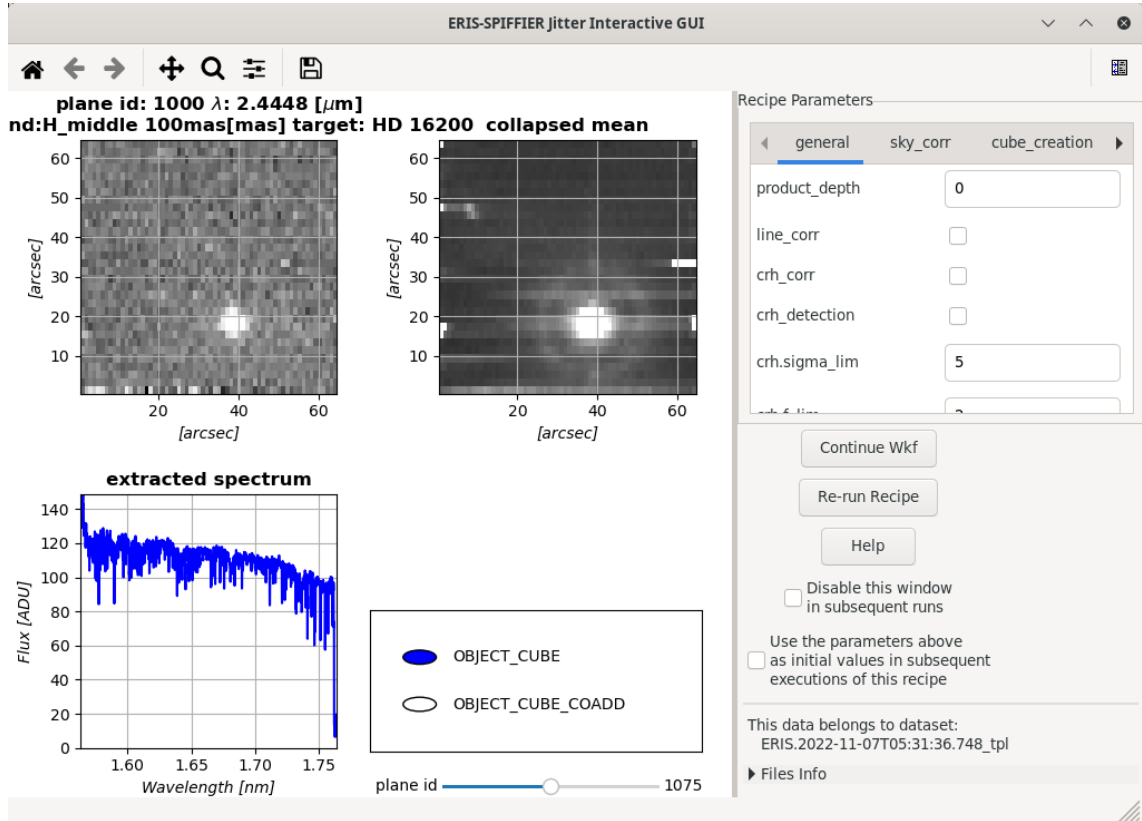 ERIS-SPIFFIER Jitter Interactive GUI
plane id: 1000 λ: 2.4448 [μm]
nd:H_middle 100mas[mas] target: HD 16200 collapsed mean
60
50
40
30
20
10
[arcsec]
20 40 60
[arcsec]
60
50
40
30
20
10
[arcsec]
20 40 60
[arcsec]
extracted spectrum
140
120
100
80
60
40
20
0
Flux [ADU]
1.60 1.65 1.70 1.75
Wavelength [nm]
OBJECT_CUBE
OBJECT_CUBE_COADD
plane id 1075
Recipe Parameters
general sky_corr cube_creation
product_depth 0
line_corr
crh_corr
crh_detection
crh.sigma_lim 5
Continue Wkf
Re-run Recipe
Help
Disable this window
in subsequent runs
Use the parameters above
as initial values in subsequent
executions of this recipe
This data belongs to dataset:
ERIS.2022-11-07T05:31:36.748_tpl
Files Info